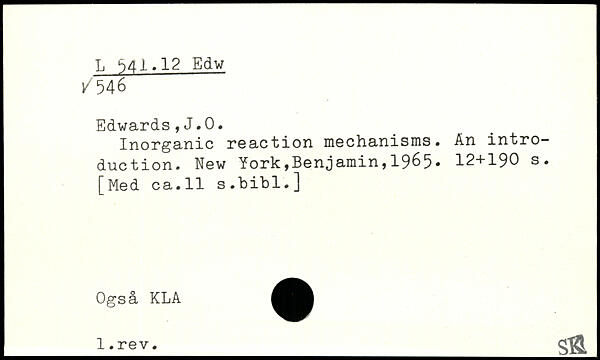 L 541.12 Edw
√546
Edwards,J.O.
Inorganic reaction mechanisms. An intro-
duction. New York,Benjamin,1965. 12+190 s.
[Med ca.11 s.bibl.]
Også KLA
1.rev.
SK